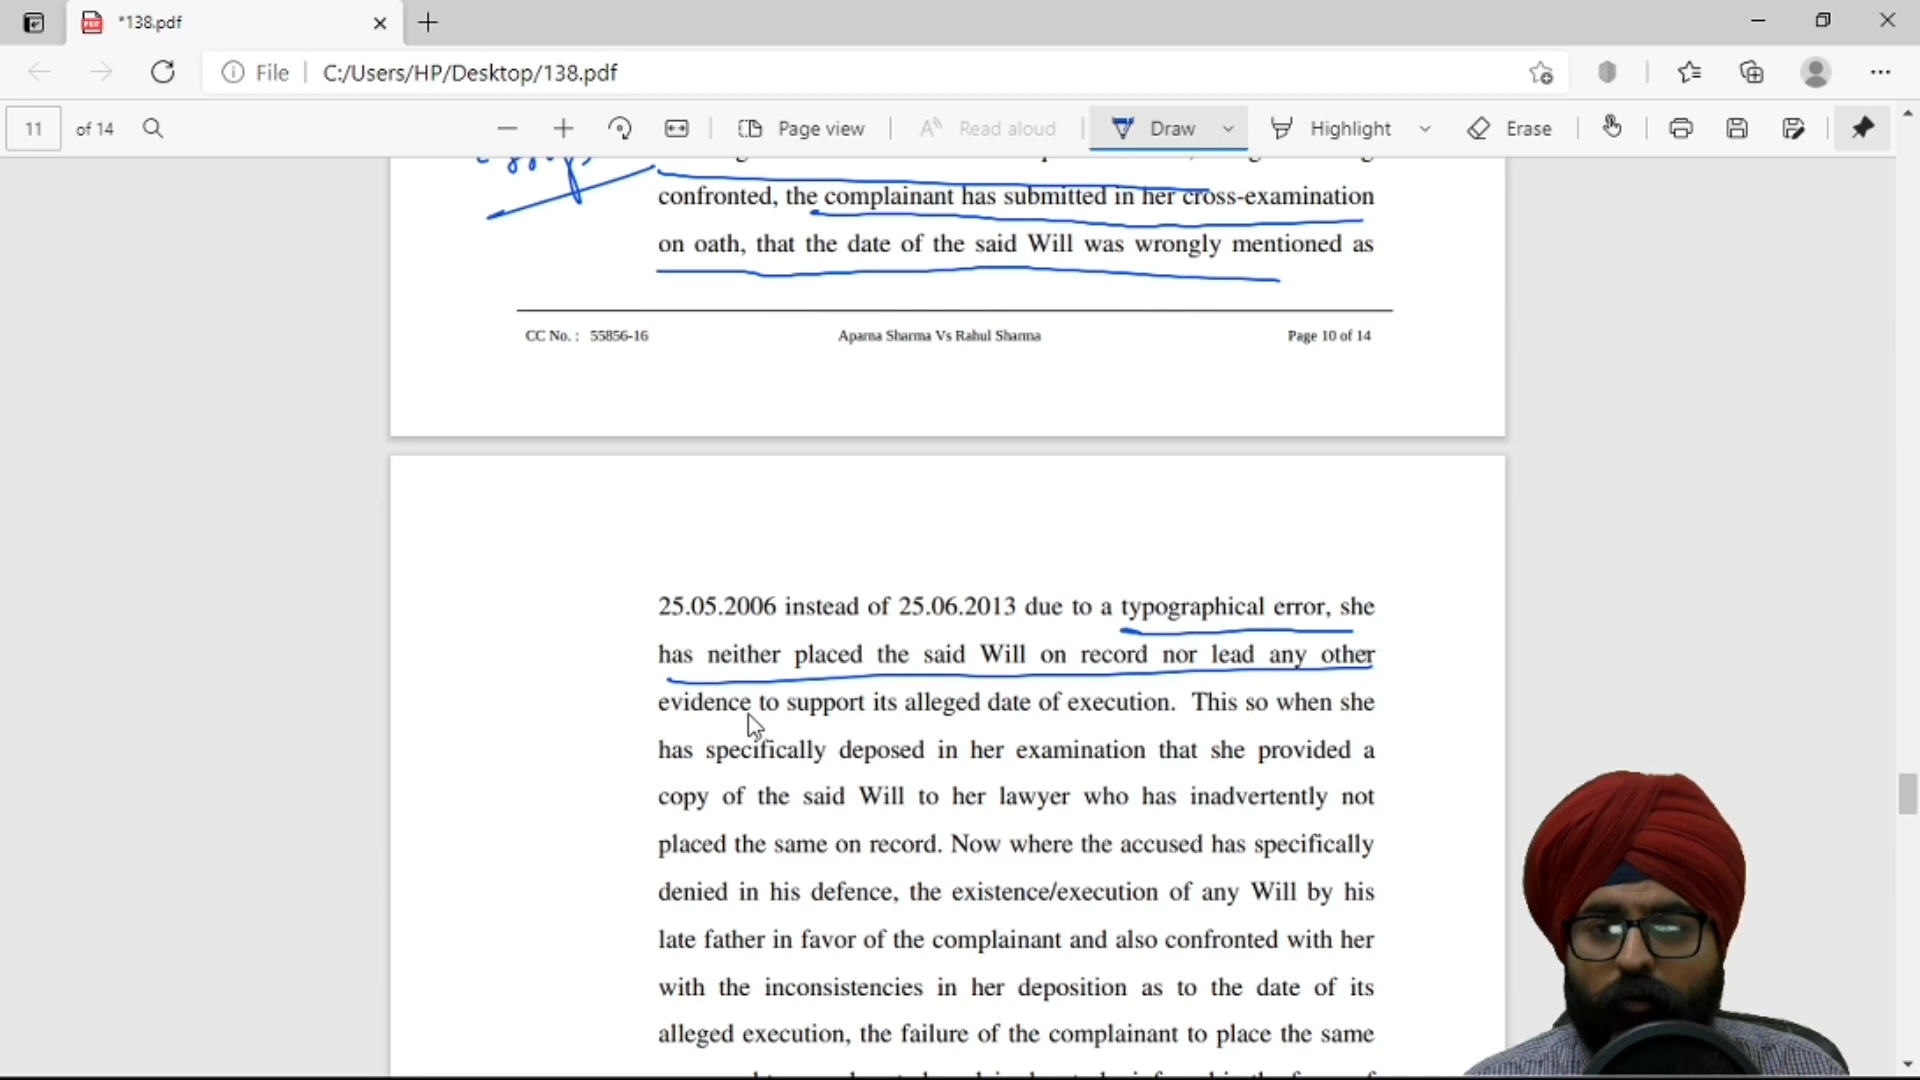 *138.pdf
File
C:/Users/HP/Desktop/138.pdf
11 of 14
Page view
Read aloud
Draw
Highlight
Erase
confronted, the complainant has submitted in her cross-examination
on oath, that the date of the said Will was wrongly mentioned as
CC No. : 55856-16
Aparna Sharma Vs Rahul Sharma
Page 10 of 14
25.05.2006 instead of 25.06.2013 due to a typographical error, she
has neither placed the said Will on record nor lead any other
evidence to support its alleged date of execution. This so when she
has specifically deposed in her examination that she provided a
copy of the said Will to her lawyer who has inadvertently not
placed the same on record. Now where the accused has specifically
denied in his defence, the existence/execution of any Will by his
late father in favor of the complainant and also confronted with her
with the inconsistencies in her deposition as to the date of its
alleged execution, the failure of the complainant to place the same